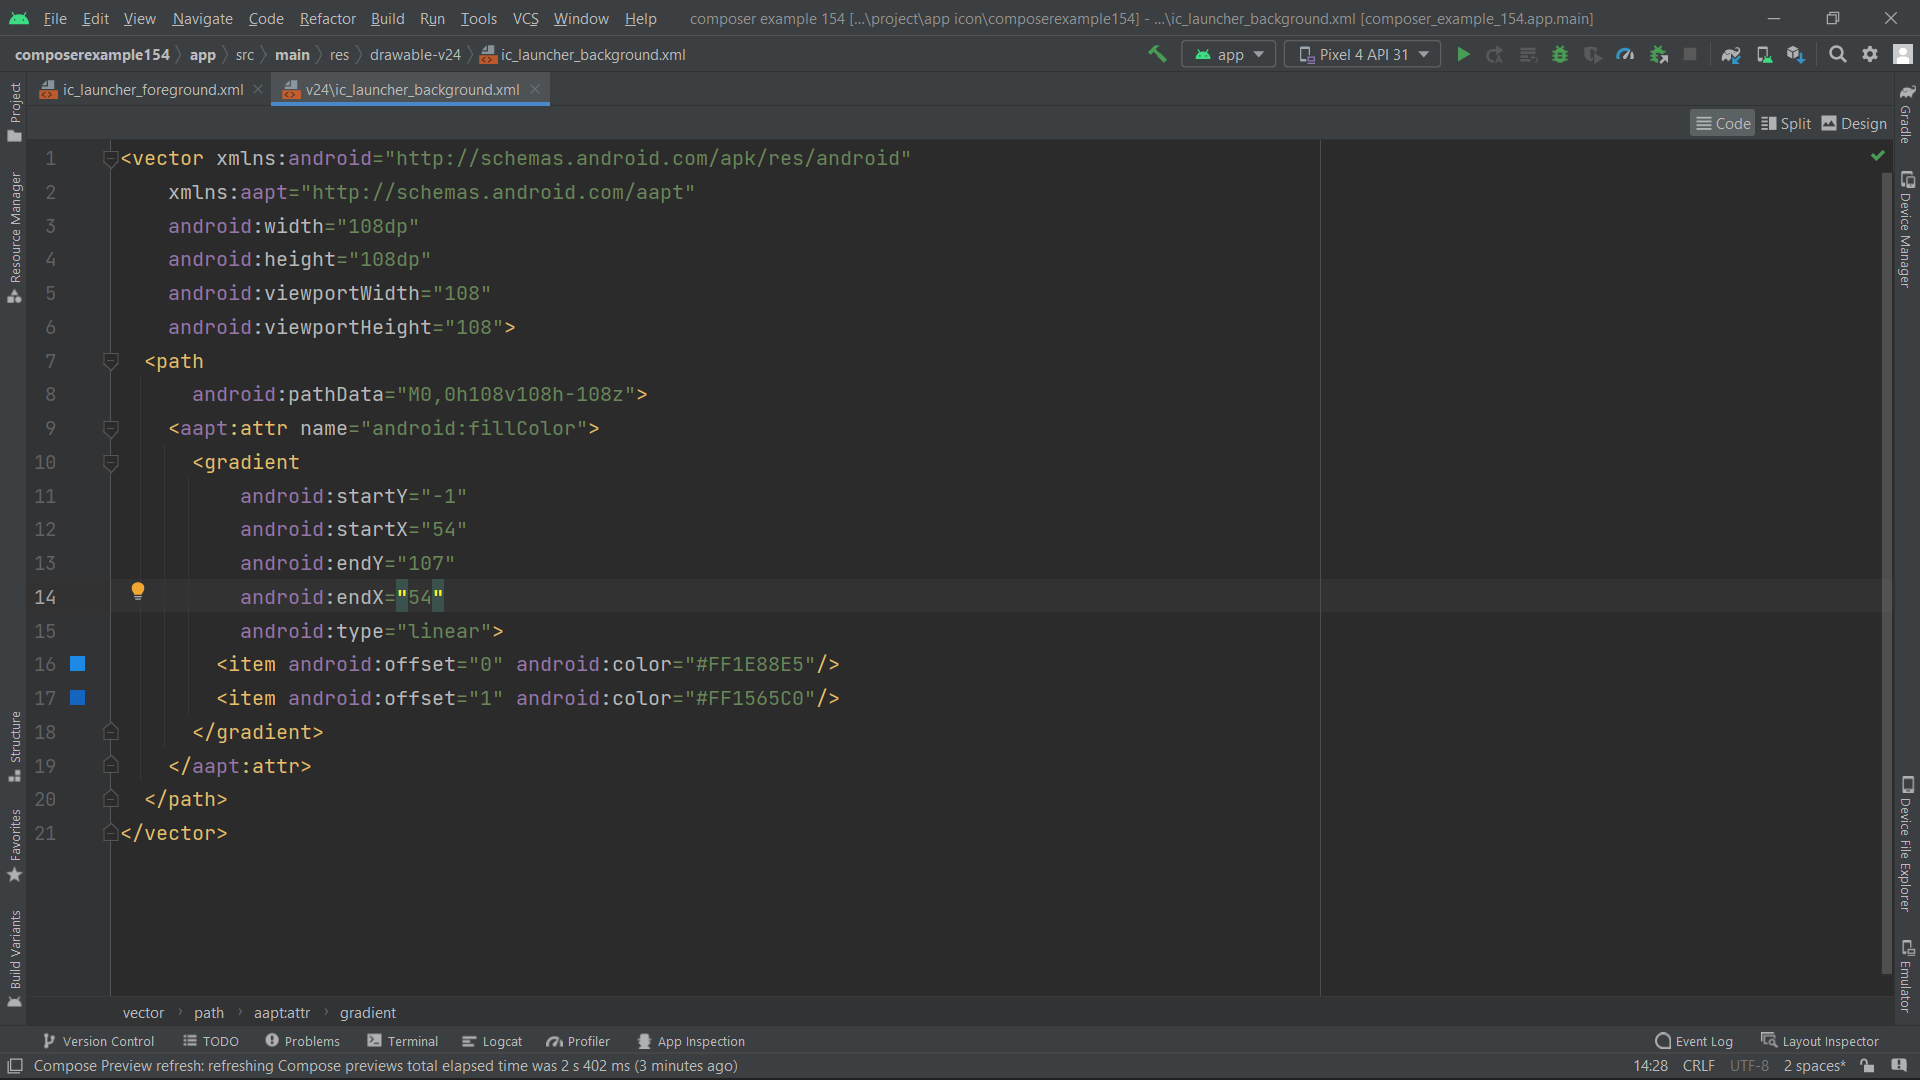 File Edit View Navigate Code Refactor Build Run Tools VCS Window Help composer example 154 [...\project\app icon\composerexample154] - ...\ic_launcher_background.xml [composer_example_154.app.main]
composerexample154 app src main res drawable-v24 ic_launcher_background.xml app Pixel 4 API 31
ic_launcher_foreground.xml v24\ic_launcher_background.xml
Code Split Design
1 <vector xmlns:android="http://schemas.android.com/apk/res/android"
2 xmlns:aapt="http://schemas.android.com/aapt"
3 android:width="108dp"
4 android:height="108dp"
5 android:viewportWidth="108"
6 android:viewportHeight="108">
7 <path
8 android:pathData="M0,0h108v108h-108z">
9 <aapt:attr name="android:fillColor">
10 <gradient
11 android:startY="-1"
12 android:startX="54"
13 android:endY="107"
14 android:endX="54"
15 android:type="linear">
16 <item android:offset="0" android:color="#FF1E88E5"/>
17 <item android:offset="1" android:color="#FF1565C0"/>
18 </gradient>
19 </aapt:attr>
20 </path>
21 </vector>
Project
Resource Manager
Structure
Favorites
Build Variants
Gradle
Device Manager
Device File Explorer
Emulator
vector path aapt:attr gradient
Version Control TODO Problems Terminal Logcat Profiler App Inspection Event Log Layout Inspector
Compose Preview refresh: refreshing Compose previews total elapsed time was 2 s 402 ms (3 minutes ago) 14:28 CRLF UTF-8 2 spaces*